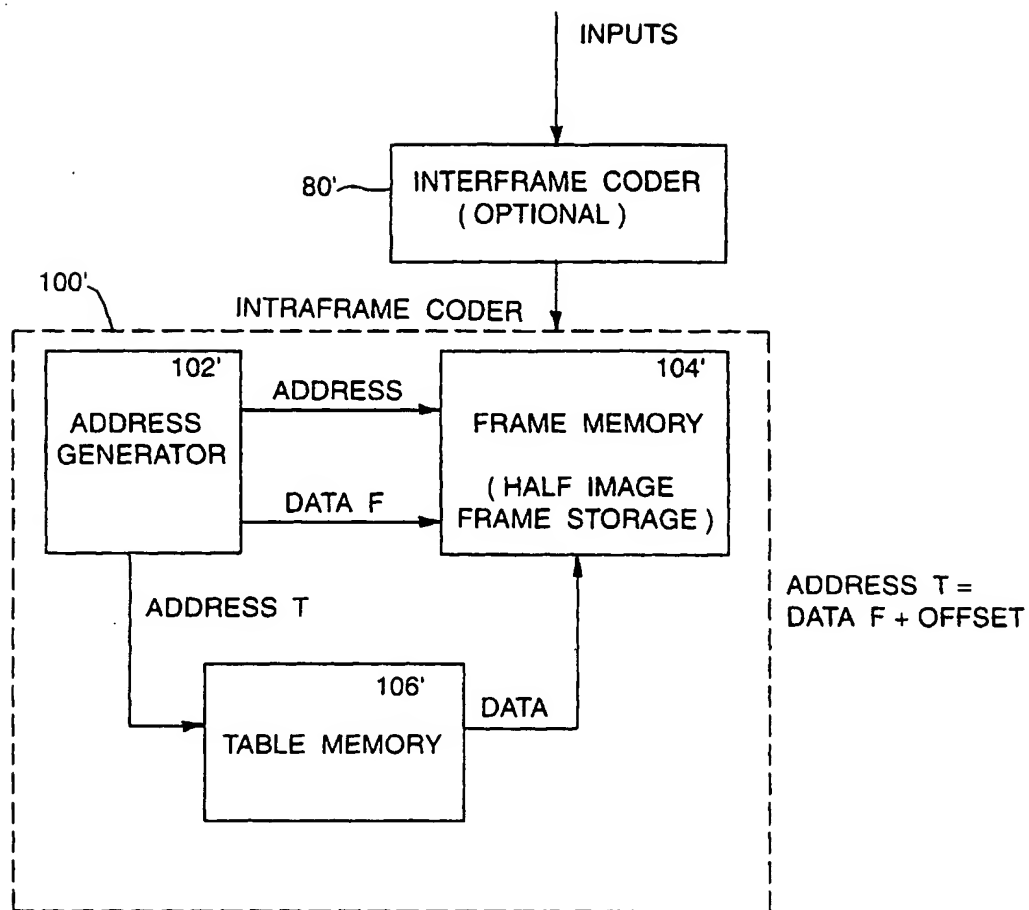 INPUTS
80'
INTERFRAME CODER
( OPTIONAL )
100'
INTRAFRAME CODER
102'
ADDRESS
GENERATOR
ADDRESS
DATA F
104'
FRAME MEMORY
( HALF IMAGE
FRAME STORAGE )
ADDRESS T
106'
TABLE MEMORY
DATA
ADDRESS T =
DATA F + OFFSET